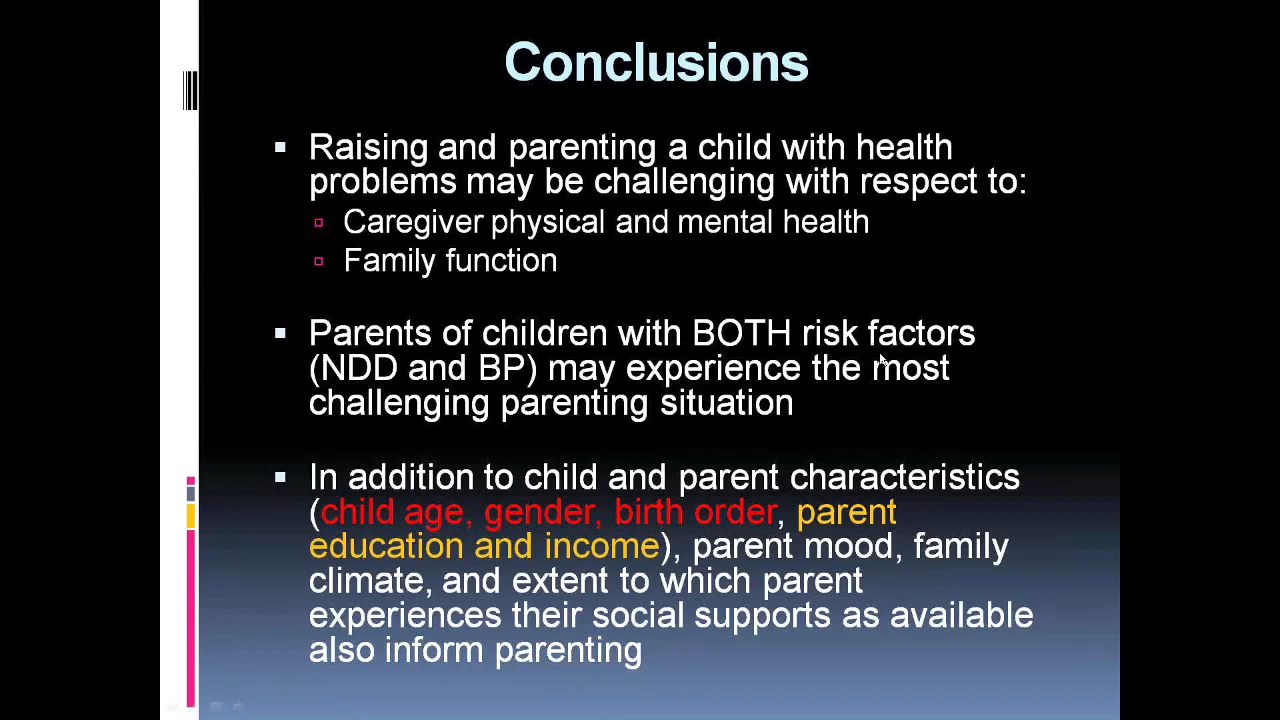 Conclusions
Raising and parenting a child with health
problems may be challenging with respect to:
Caregiver physical and mental health
Family function
Parents of children with BOTH risk factors
(NDD and BP) may experience the most
challenging parenting situation
In addition to child and parent characteristics
(child age, gender, birth order, parent
education and income), parent mood, family
climate, and extent to which parent
experiences their social supports as available
also inform parenting